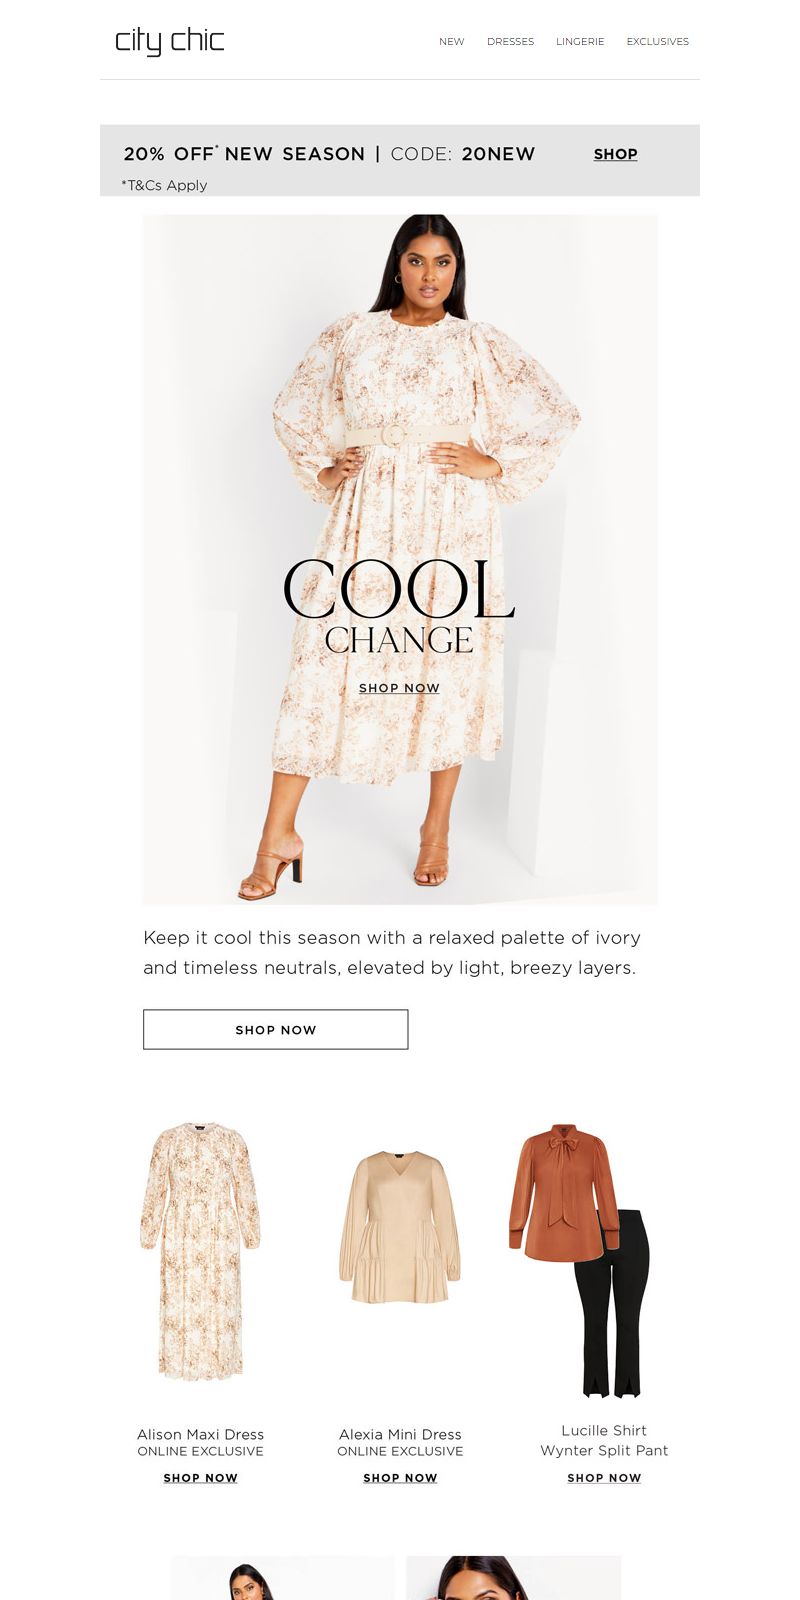 city chic
NEW DRESSES LINGERIE EXCLUSIVES
20% OFF* NEW SEASON | CODE: 20NEW SHOP
*T&Cs Apply
COOL
CHANGE
SHOP NOW
Keep it cool this season with a relaxed palette of ivory
and timeless neutrals, elevated by light, breezy layers.
SHOP NOW
Alison Maxi Dress
ONLINE EXCLUSIVE
SHOP NOW
Alexia Mini Dress
ONLINE EXCLUSIVE
SHOP NOW
Lucille Shirt
Wynter Split Pant
SHOP NOW